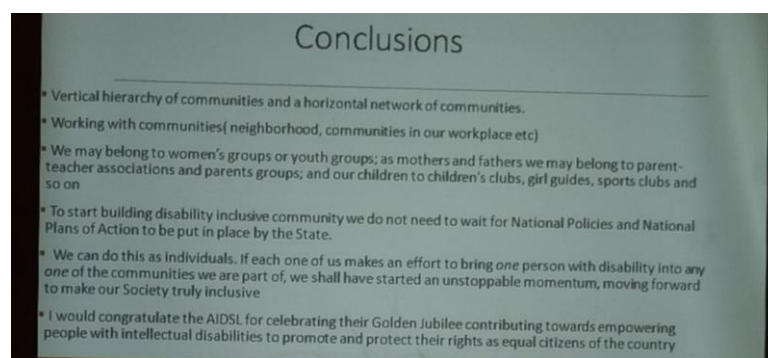 Conclusions
• Vertical hierarchy of communities and a horizontal network of communities.
• Working with communities( neighborhood, communities in our workplace etc)
• We may belong to women's groups or youth groups; as mothers and fathers we may belong to parent-
teacher associations and parents groups; and our children to children's clubs, girl guides, sports clubs and
so on
• To start building disability inclusive community we do not need to wait for National Policies and National
Plans of Action to be put in place by the State.
• We can do this as individuals. If each one of us makes an effort to bring one person with disability into any
one of the communities we are part of, we shall have started an unstoppable momentum, moving forward
to make our Society truly inclusive
• I would congratulate the AIDSL for celebrating their Golden Jubilee contributing towards empowering
people with intellectual disabilities to promote and protect their rights as equal citizens of the country